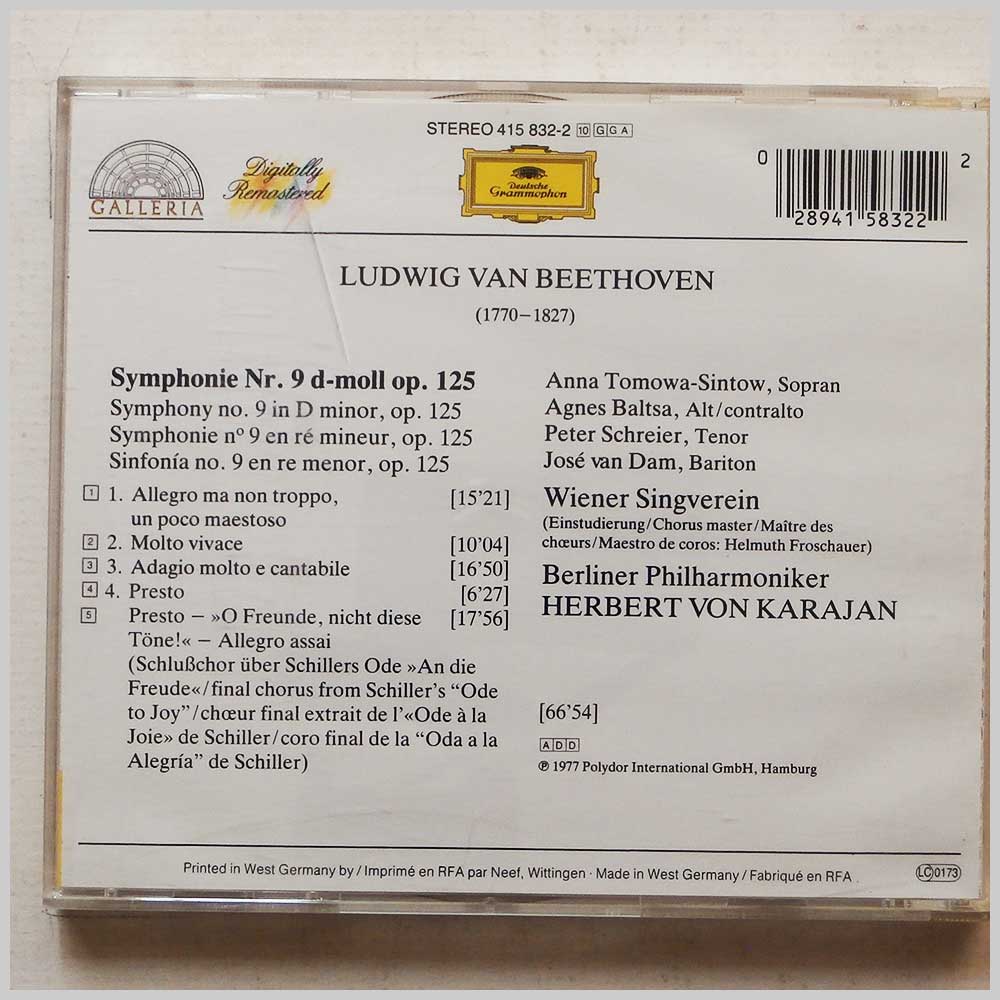 STEREO 415 832-2 10 G G A
GALLERIA
Digitally
Remastered
Deutsche
Grammophon
0 28941 58322 2
LUDWIG VAN BEETHOVEN
(1770–1827)
Symphonie Nr. 9 d-moll op. 125
Symphony no. 9 in D minor, op. 125
Symphonie nº 9 en ré mineur, op. 125
Sinfonía no. 9 en re menor, op. 125
1 1. Allegro ma non troppo, [15'21]
un poco maestoso
2 2. Molto vivace [10'04]
3 3. Adagio molto e cantabile [16'50]
4 4. Presto [6'27]
5 Presto – »O Freunde, nicht diese [17'56]
Töne!« – Allegro assai
(Schlußchor über Schillers Ode »An die
Freude«/final chorus from Schiller's “Ode
to Joy”/chœur final extrait de l'«Ode à la
Joie» de Schiller/coro final de la “Oda a la
Alegría” de Schiller)
Anna Tomowa-Sintow, Sopran
Agnes Baltsa, Alt/contralto
Peter Schreier, Tenor
José van Dam, Bariton
Wiener Singverein
(Einstudierung/Chorus master/Maître des
chœurs/Maestro de coros: Helmuth Froschauer)
Berliner Philharmoniker
HERBERT VON KARAJAN
[66'54]
A D D
℗ 1977 Polydor International GmbH, Hamburg
Printed in West Germany by / Imprimé en RFA par Neef, Wittingen · Made in West Germany / Fabriqué en RFA
LC 0173